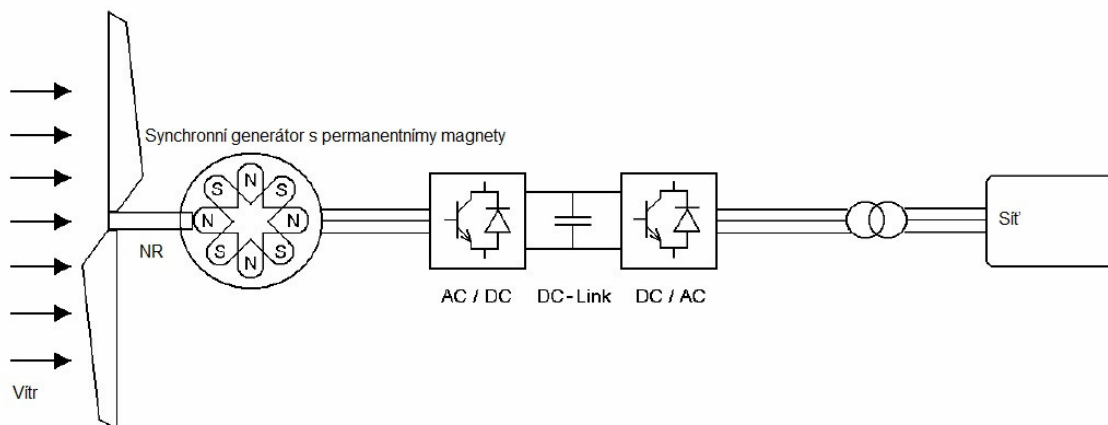 Synchronní generátor s permanentnímy magnety
S
N
S
N
N
S
N
S
NR
Síť
AC / DC
DC-Link
DC / AC
Vítr